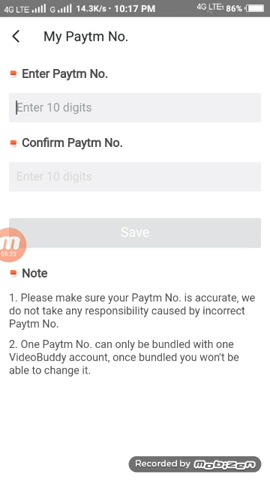 4G LTE G 14.3K/s • 10:17 PM 4G LTE 86%
My Paytm No.
Enter Paytm No.
Enter 10 digits
Confirm Paytm No.
Enter 10 digits
Save
Note
1. Please make sure your Paytm No. is accurate, we
do not take any responsibility caused by incorrect
Paytm No.
2. One Paytm No. can only be bundled with one
VideoBuddy account, once bundled you won't be
able to change it.
Recorded by mobizen